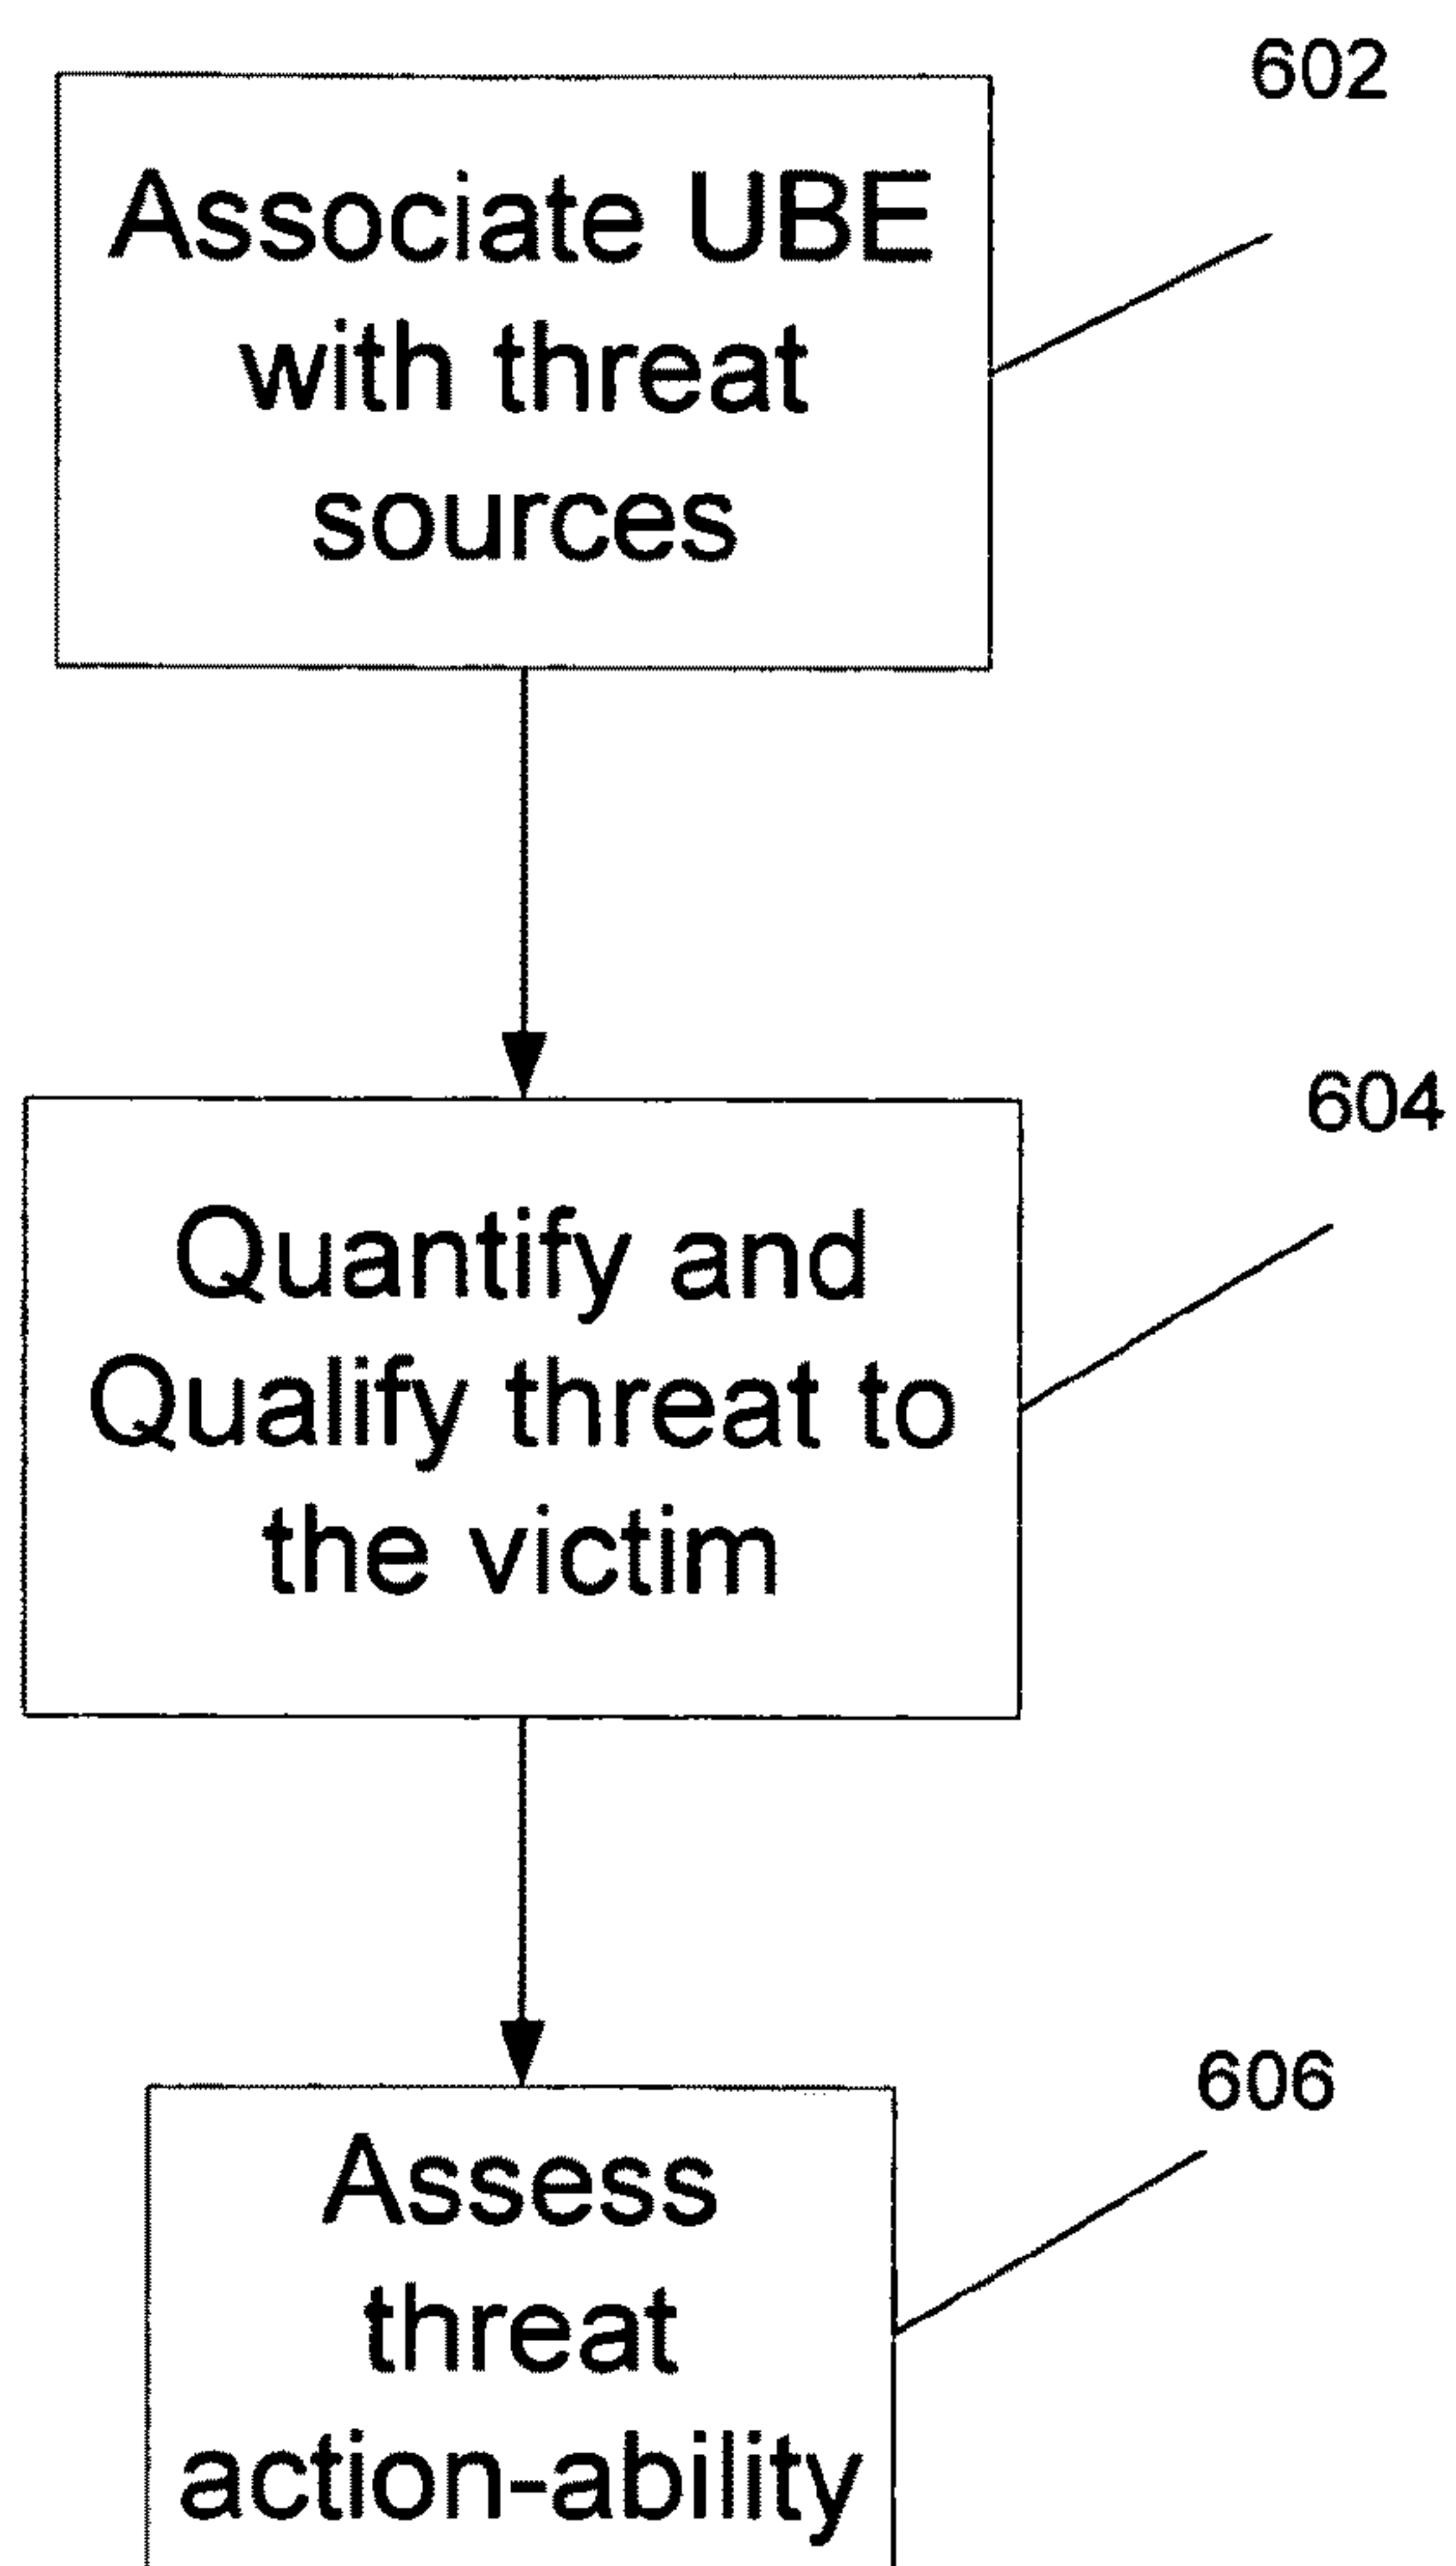 602
Associate UBE
with threat
sources
604
Quantify and
Qualify threat to
the victim
606
Assess
threat
action-ability